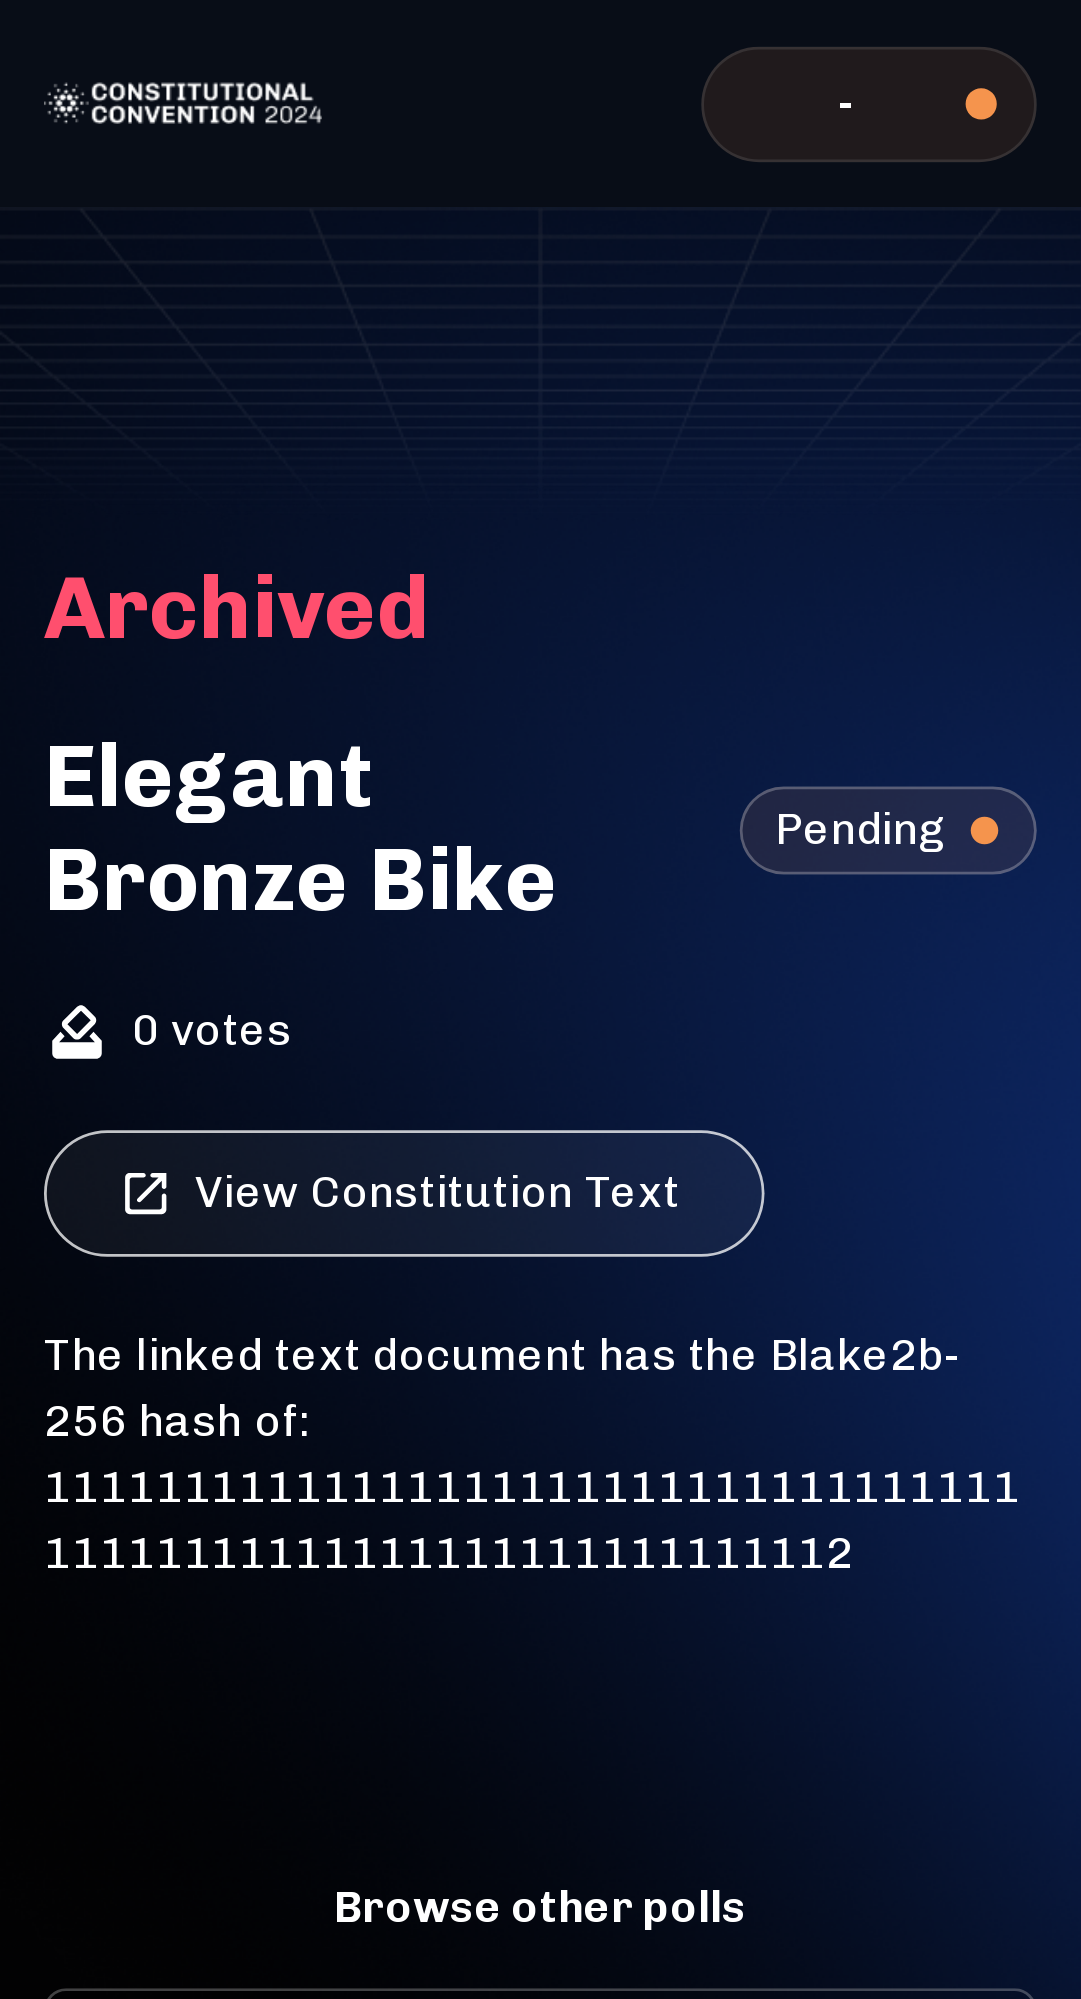 CONSTITUTIONAL
CONVENTION 2024
-
Archived
Elegant
Bronze Bike
Pending
0 votes
View Constitution Text
The linked text document has the Blake2b-
256 hash of:
11111111111111111111111111111111111
11111111111111111111111111112
Browse other polls